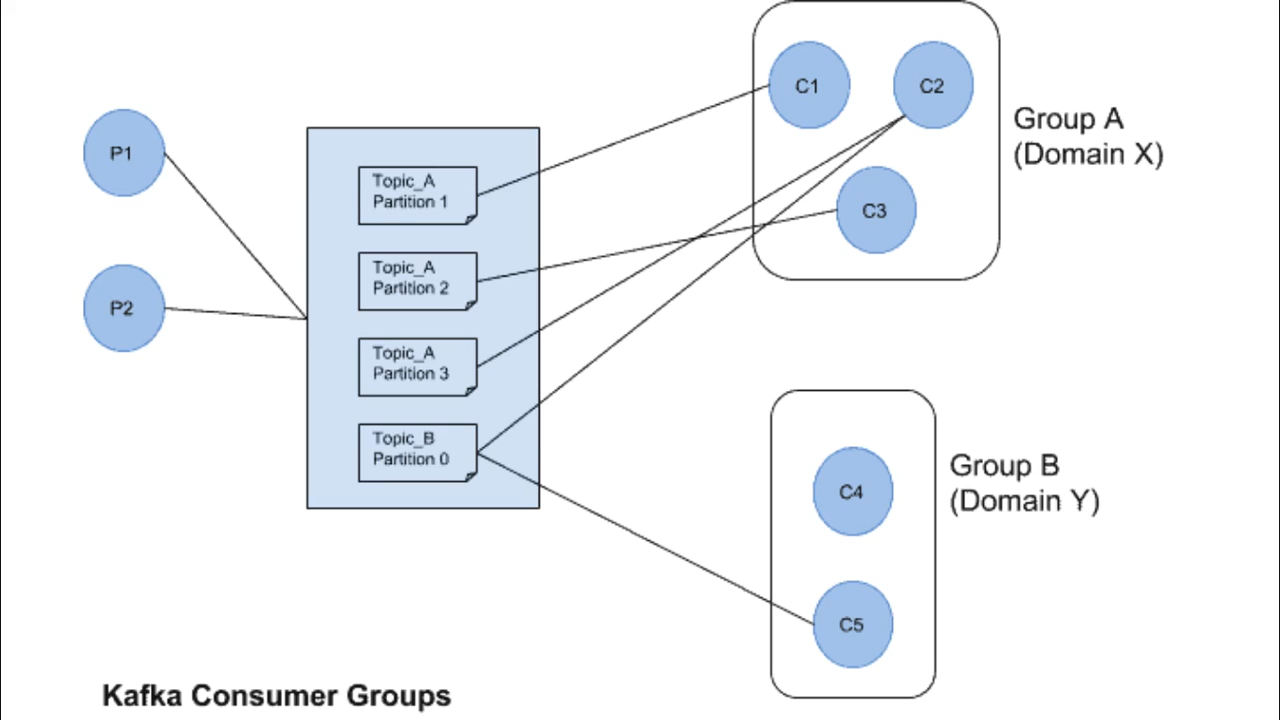 P1
P2
Topic_A
Partition 1
Topic_A
Partition 2
Topic_A
Partition 3
Topic_B
Partition 0
C1
C2
C3
Group A
(Domain X)
C4
C5
Group B
(Domain Y)
Kafka Consumer Groups